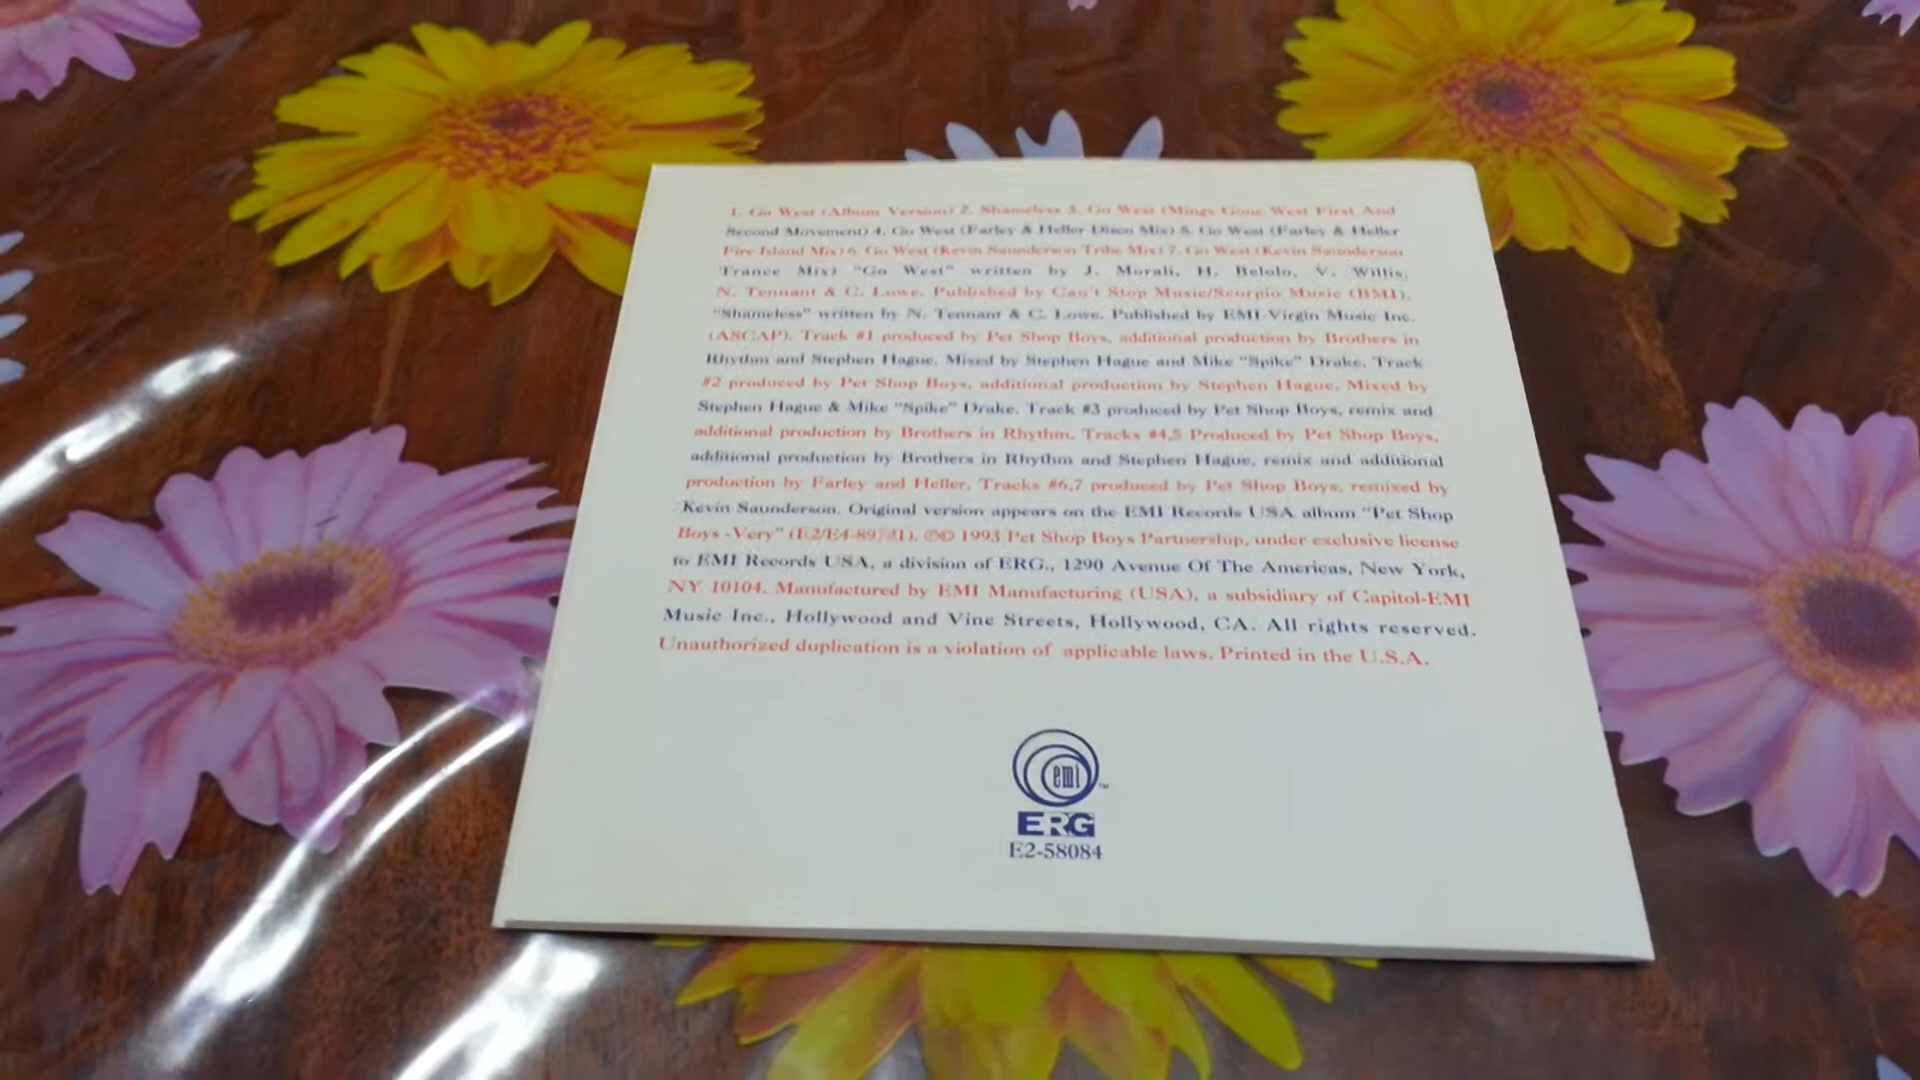 1. Go West (Album Version) 2. Shameless 3. Go West (Mings Gone West First And
Second Movement) 4. Go West (Farley & Heller Disco Mix) 5. Go West (Farley & Heller
Fire Island Mix) 6. Go West (Kevin Saunderson Tribe Mix) 7. Go West (Kevin Saunderson
Trance Mix) "Go West" written by J. Morali, H. Belolo, V. Willis,
N. Tennant & C. Lowe. Published by Can't Stop Music/Scorpio Music (BMI).
"Shameless" written by N. Tennant & C. Lowe. Published by EMI-Virgin Music Inc.
(ASCAP). Track #1 produced by Pet Shop Boys, additional production by Brothers in
Rhythm and Stephen Hague. Mixed by Stephen Hague and Mike "Spike" Drake. Track
#2 produced by Pet Shop Boys, additional production by Stephen Hague. Mixed by
Stephen Hague & Mike "Spike" Drake. Track #3 produced by Pet Shop Boys, remix and
additional production by Brothers in Rhythm. Tracks #4,5 Produced by Pet Shop Boys,
additional production by Brothers in Rhythm and Stephen Hague, remix and additional
production by Farley and Heller. Tracks #6,7 produced by Pet Shop Boys, remixed by
Kevin Saunderson. Original version appears on the EMI Records USA album "Pet Shop
Boys -Very" ℗© 1993 Pet Shop Boys Partnership, under exclusive license
to EMI Records USA, a division of ERG., 1290 Avenue Of The Americas, New York,
NY 10104. Manufactured by EMI Manufacturing (USA), a subsidiary of Capitol-EMI
Music Inc., Hollywood and Vine Streets, Hollywood, CA. All rights reserved.
Unauthorized duplication is a violation of applicable laws. Printed in the U.S.A.
emi ™
ERG
E2-58084